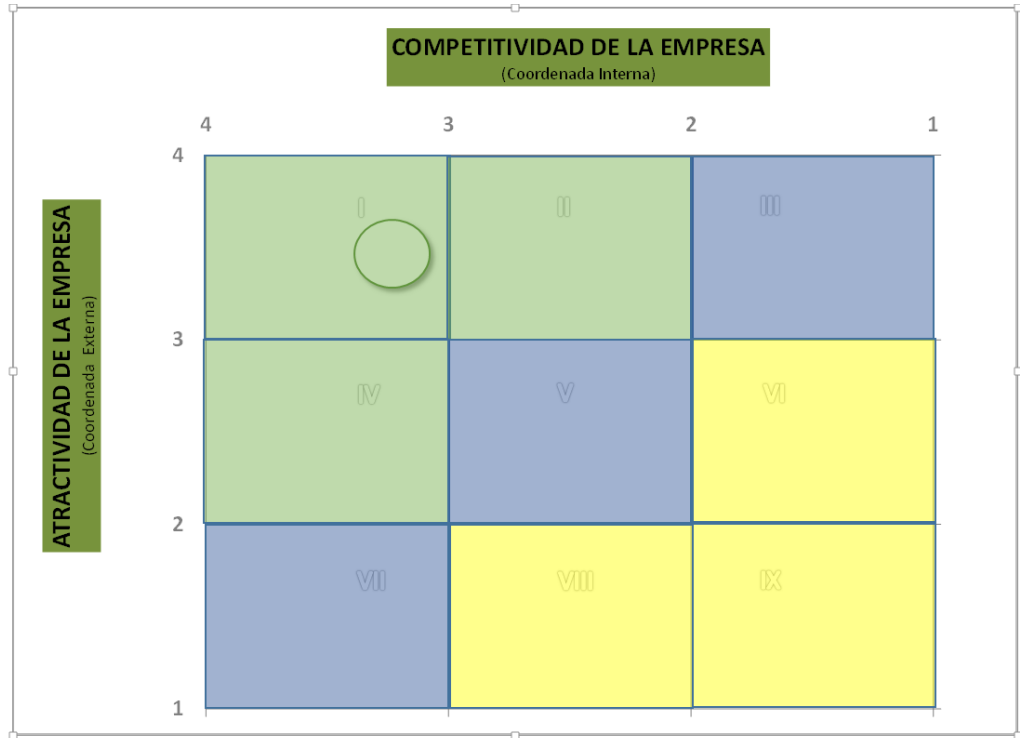 COMPETITIVIDAD DE LA EMPRESA
(Coordenada Interna)
4 3 2 1
4
ATRACTIVIDAD DE LA EMPRESA
(Coordenada Externa)
I II III
3
IV V VI
2
VII VIII IX
1